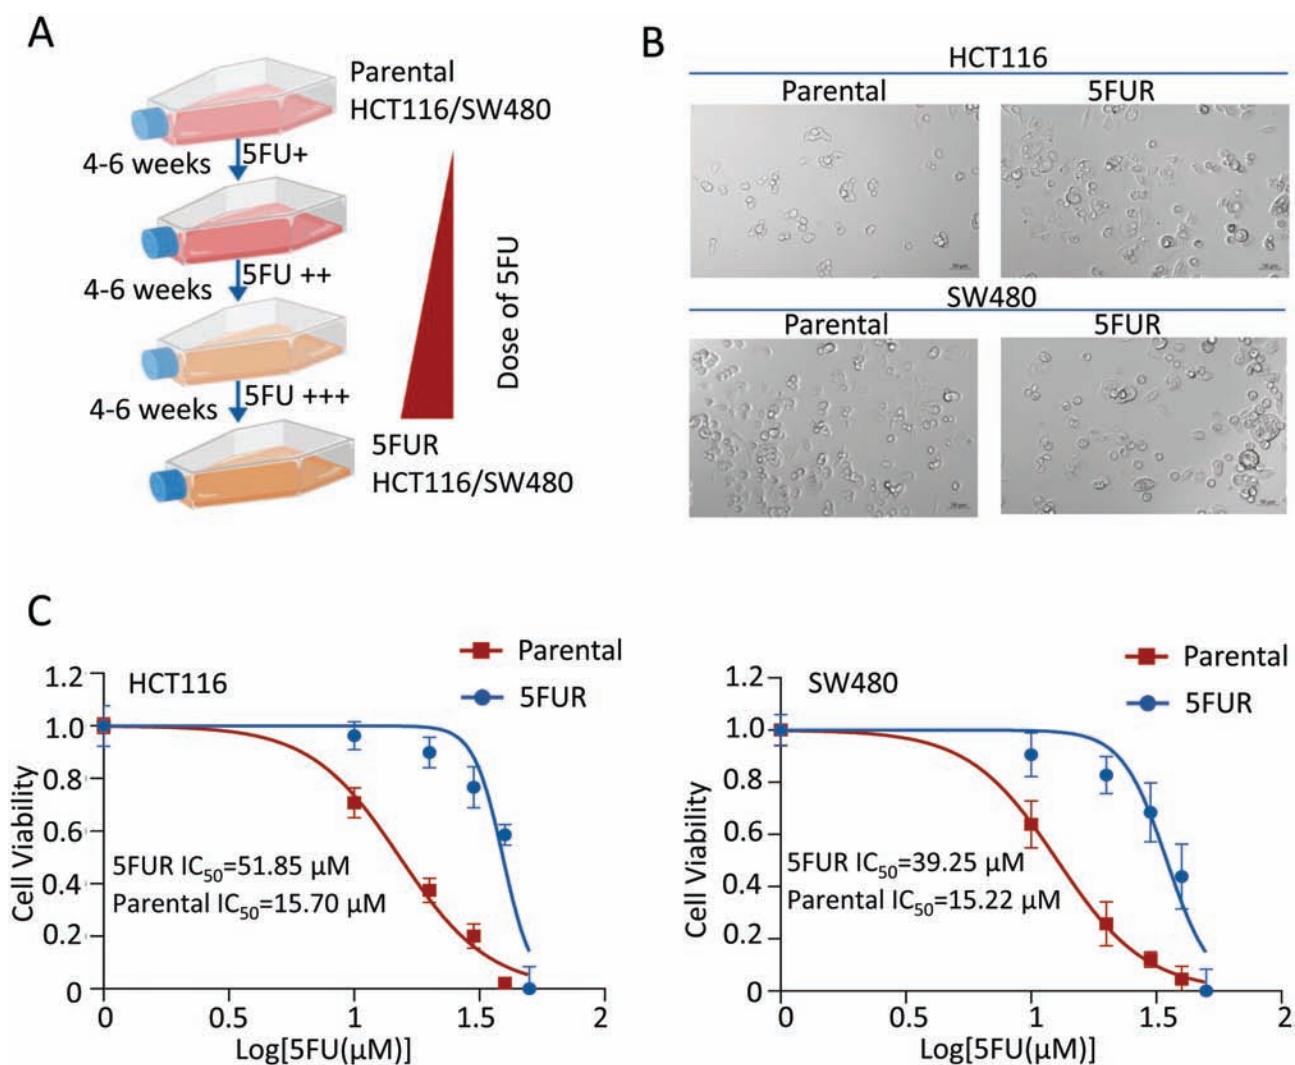 A
Parental
HCT116/SW480
4-6 weeks
5FU+
4-6 weeks
5FU ++
4-6 weeks
5FU +++
5FUR
HCT116/SW480
Dose of 5FU
B
HCT116
Parental
5FUR
SW480
Parental
5FUR
C
HCT116
Parental
5FUR
Cell Viability
1.2
1.0
0.8
0.6
0.4
0.2
0
5FUR IC₅₀=51.85 μM
Parental IC₅₀=15.70 μM
0 0.5 1 1.5 2
Log[5FU(μM)]
SW480
Parental
5FUR
Cell Viability
1.2
1.0
0.8
0.6
0.4
0.2
0
5FUR IC₅₀=39.25 μM
Parental IC₅₀=15.22 μM
0 0.5 1 1.5 2
Log[5FU(μM)]